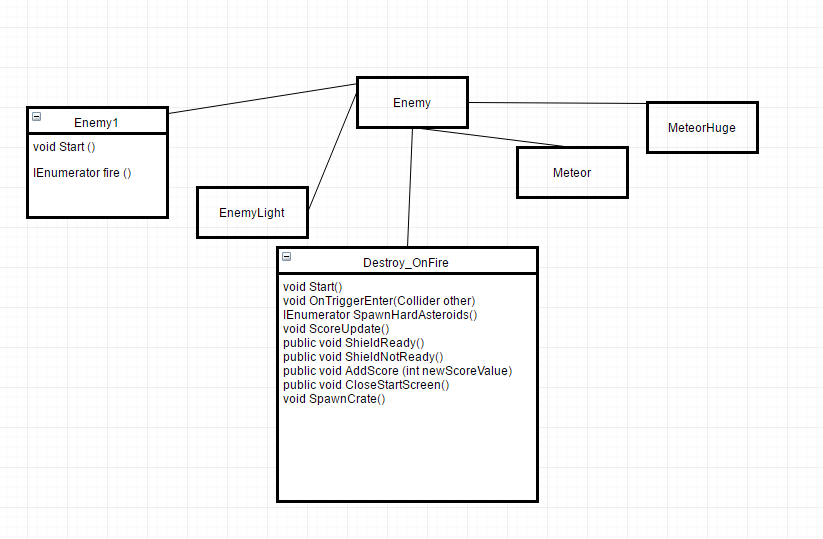 Enemy
Enemy1
void Start ()
IEnumerator fire ()
MeteorHuge
Meteor
EnemyLight
Destroy_OnFire
void Start()
void OnTriggerEnter(Collider other)
IEnumerator SpawnHardAsteroids()
void ScoreUpdate()
public void ShieldReady()
public void ShieldNotReady()
public void AddScore (int newScoreValue)
public void CloseStartScreen()
void SpawnCrate()